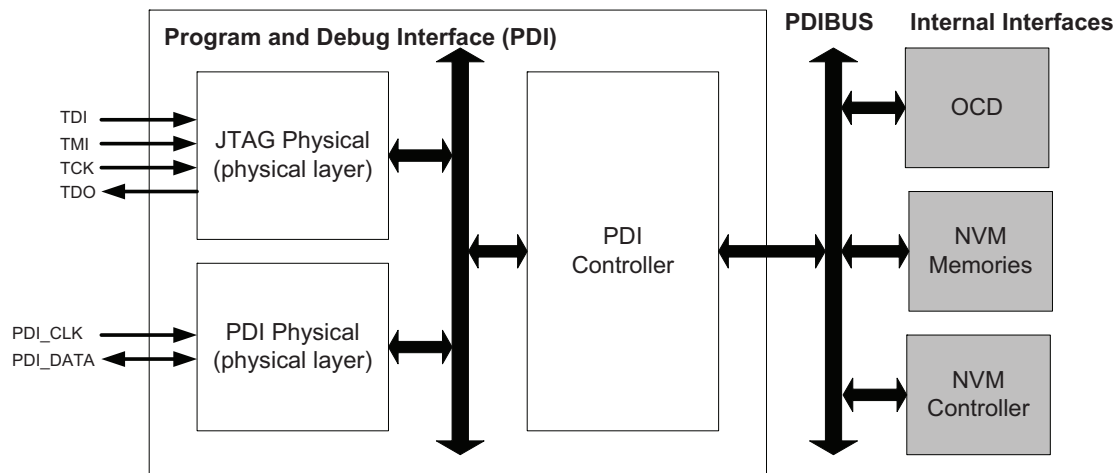 Program and Debug Interface (PDI)
PDIBUS
Internal Interfaces
TDI
TMI
TCK
TDO
JTAG Physical
(physical layer)
PDI_CLK
PDI_DATA
PDI Physical
(physical layer)
PDI
Controller
OCD
NVM
Memories
NVM
Controller